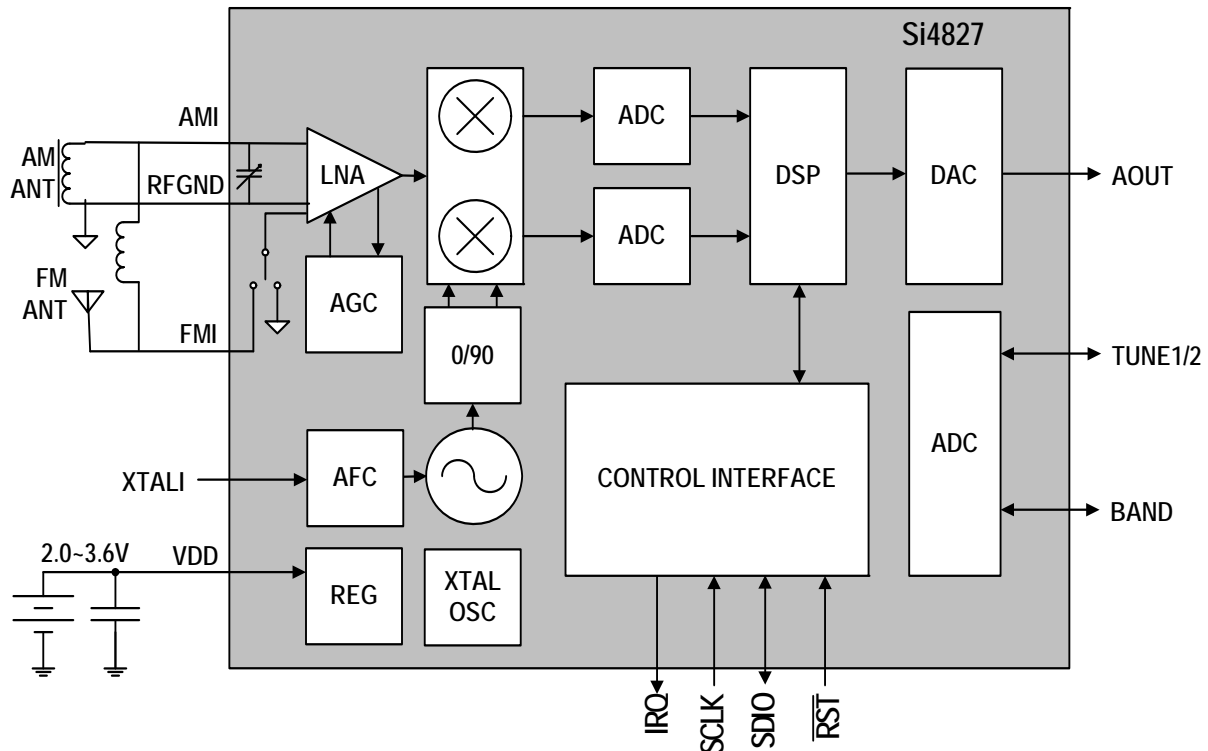 Si4827
AMI
AM
ANT
RFGND
LNA
ADC
DSP
DAC
AOUT
ADC
FM
ANT
FMI
AGC
0/90
TUNE1/2
ADC
BAND
XTALI
AFC
CONTROL INTERFACE
2.0~3.6V
VDD
REG
XTAL
OSC
IRQ
SCLK
SDIO
RST